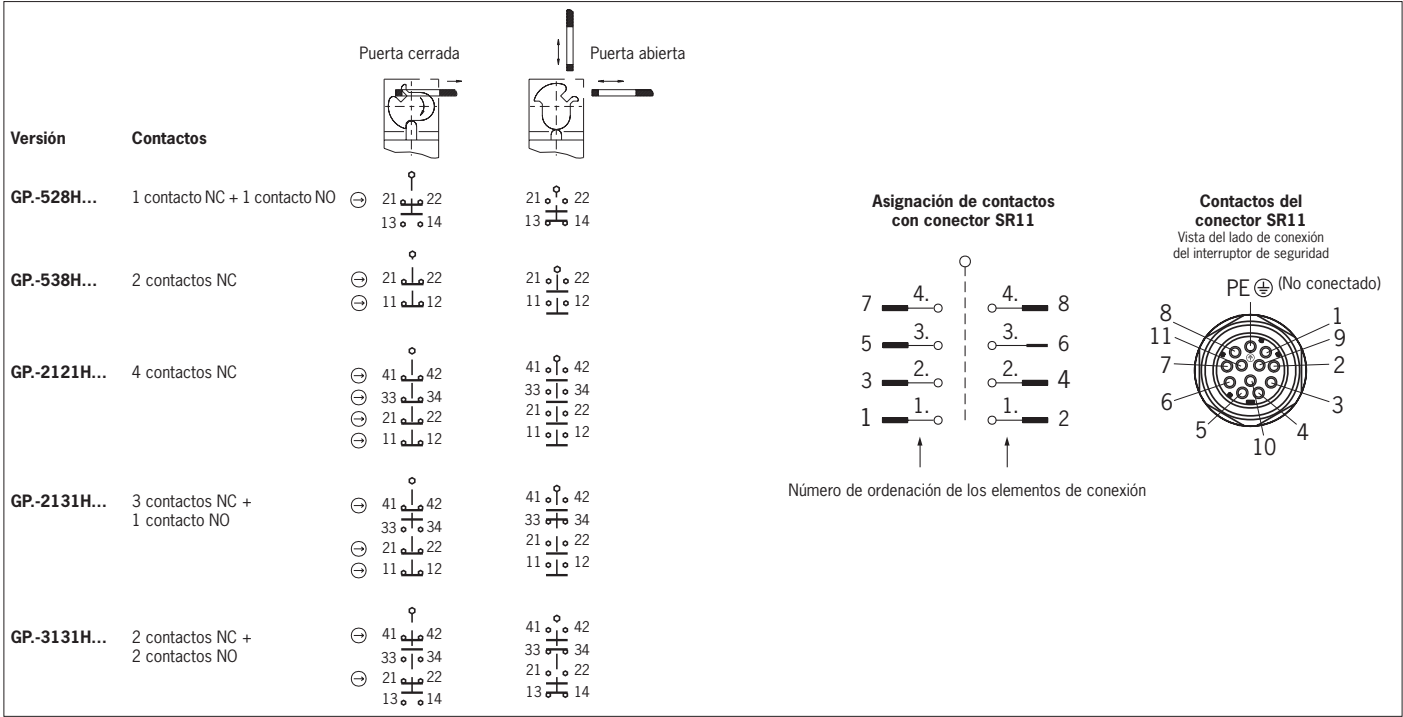 Puerta cerrada
Puerta abierta
Versión Contactos
GP.-528H... 1 contacto NC + 1 contacto NO
21 22
13 14
21 22
13 14
GP.-538H... 2 contactos NC
21 22
11 12
21 22
11 12
GP.-2121H... 4 contactos NC
41 42
33 34
21 22
11 12
41 42
33 34
21 22
11 12
GP.-2131H... 3 contactos NC +
1 contacto NO
41 42
33 34
21 22
11 12
41 42
33 34
21 22
11 12
GP.-3131H... 2 contactos NC +
2 contactos NO
41 42
33 34
21 22
13 14
41 42
33 34
21 22
13 14
Asignación de contactos
con conector SR11
7 4. 4. 8
5 3. 3. 6
3 2. 2. 4
1 1. 1. 2
Número de ordenación de los elementos de conexión
Contactos del
conector SR11
Vista del lado de conexión
del interruptor de seguridad
PE (No conectado)
8 1
11 9
7 2
6 3
5 4
10